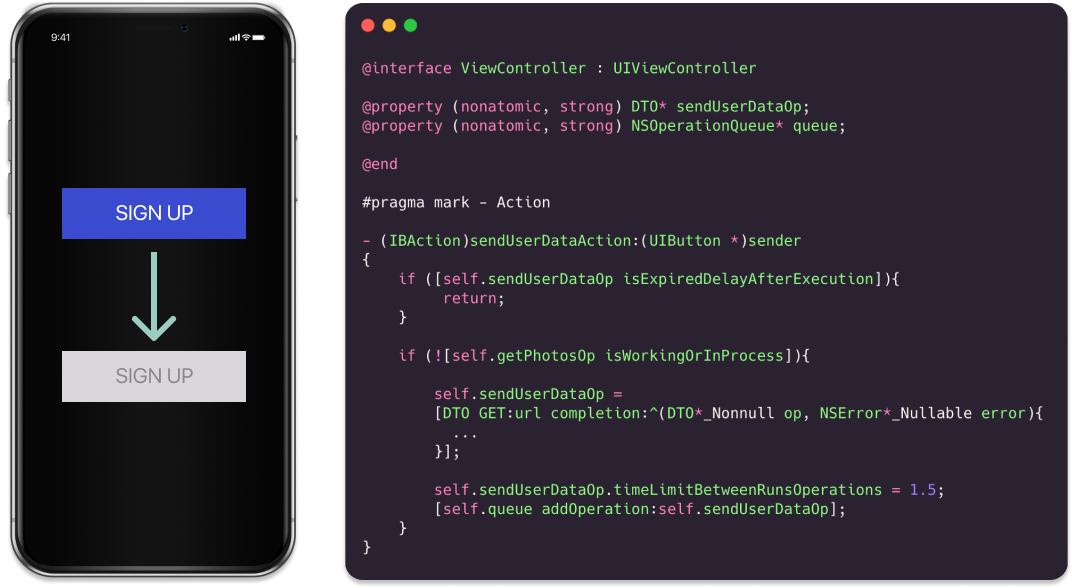 9:41
SIGN UP
SIGN UP
@interface ViewController : UIViewController
@property (nonatomic, strong) DTO* sendUserDataOp;
@property (nonatomic, strong) NSOperationQueue* queue;
@end
#pragma mark - Action
- (IBAction)sendUserDataAction:(UIButton *)sender
{
if ([self.sendUserDataOp isExpiredDelayAfterExecution]){
return;
}
if (![self.getPhotosOp isWorkingOrInProcess]){
self.sendUserDataOp =
[DTO GET:url completion:^(DTO*_Nonnull op, NSError*_Nullable error){
...
}];
self.sendUserDataOp.timeLimitBetweenRunsOperations = 1.5;
[self.queue addOperation:self.sendUserDataOp];
}
}